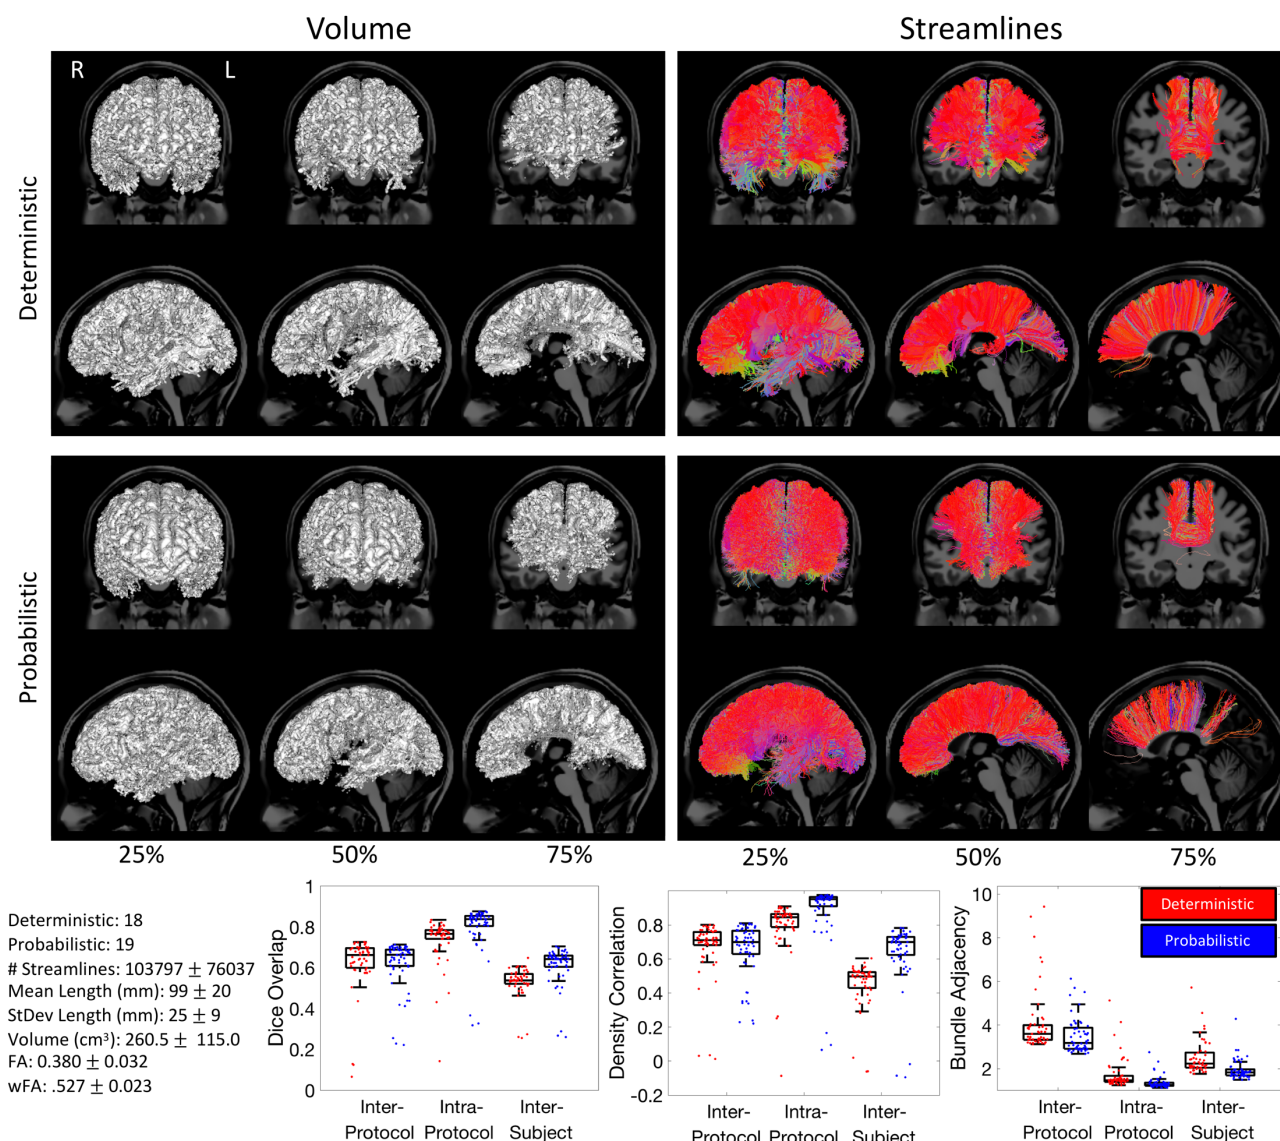 Volume
Streamlines
R
L
Deterministic
Probabilistic
25%
50%
75%
25%
50%
75%
Deterministic: 18
Probabilistic: 19
# Streamlines: 103797 ± 76037
Mean Length (mm): 99 ± 20
StDev Length (mm): 25 ± 9
Volume (cm³): 260.5 ± 115.0
FA: 0.380 ± 0.032
wFA: .527 ± 0.023
Dice Overlap
1
0.8
0.6
0.4
0.2
0
Inter-
Protocol
Intra-
Protocol
Inter-
Subject
Density Correlation
0.8
0.6
0.4
0.2
0
-0.2
Inter-
Protocol
Intra-
Protocol
Inter-
Subject
Bundle Adjacency
10
8
6
4
2
Deterministic
Probabilistic
Inter-
Protocol
Intra-
Protocol
Inter-
Subject